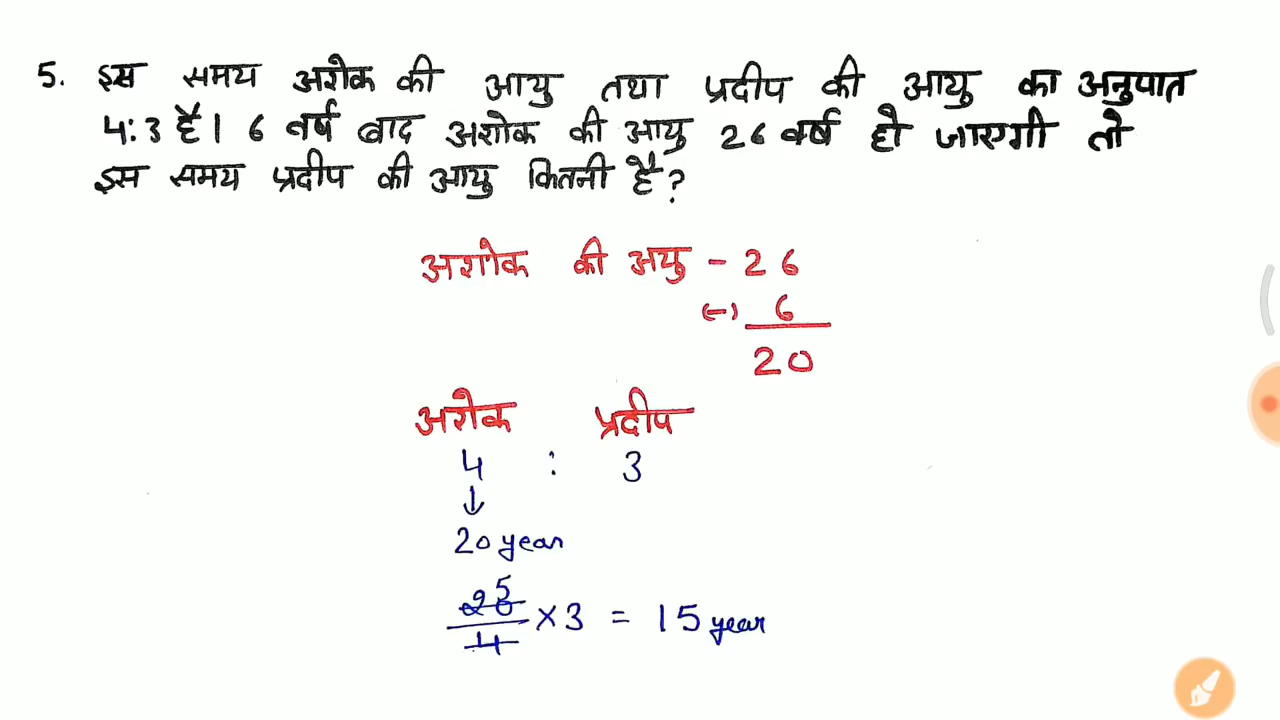 5. इस समय अशोक की आयु तथा प्रदीप की आयु का अनुपात
4:3 है। 6 वर्ष बाद अशोक की आयु 26 वर्ष हो जाएगी तो
इस समय प्रदीप की आयु कितनी है?
अशोक की अयु - 26
(-) 6
20
अशोक प्रदीप
4 : 3
↓
20 year
5
20/4 × 3 = 15 year